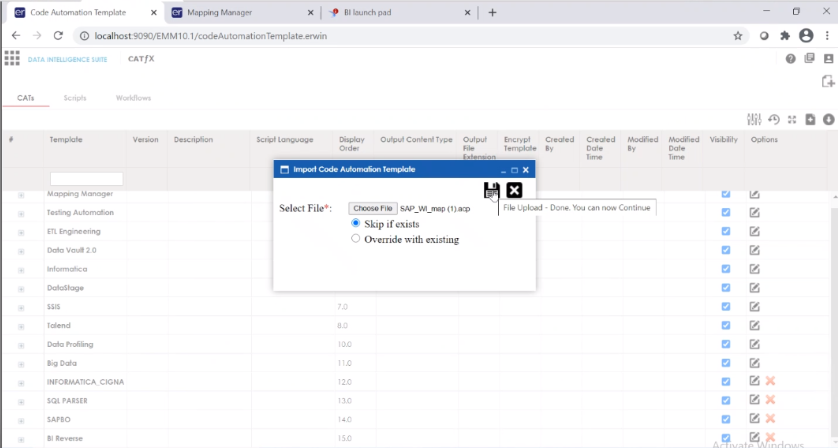 Code Automation Template
Mapping Manager
BI launch pad
localhost:9090/EMM10.1/codeAutomationTemplate.erwin
DATA INTELLIGENCE SUITE CATfX
CATs Scripts Workflows
# Template Version Description Script Language Display Order Output Content Type Output File Extension Encrypt Template Created By Created Date Time Modified By Modified Date Time Visibility Options
Import Code Automation Template
Select File*: Choose File SAP_WI_map (1).acp
File Upload - Done. You can now Continue
Skip if exists
Override with existing
Mapping Manager
Testing Automation
ETL Engineering
Data Vault 2.0
Informatica
DataStage
SSIS 7.0
Talend 8.0
Data Profiling 10.0
Big Data 11.0
INFORMATICA_CIGNA 12.0
SQL PARSER 13.0
SAPBO 14.0
BI Reverse 15.0
Activate Windows